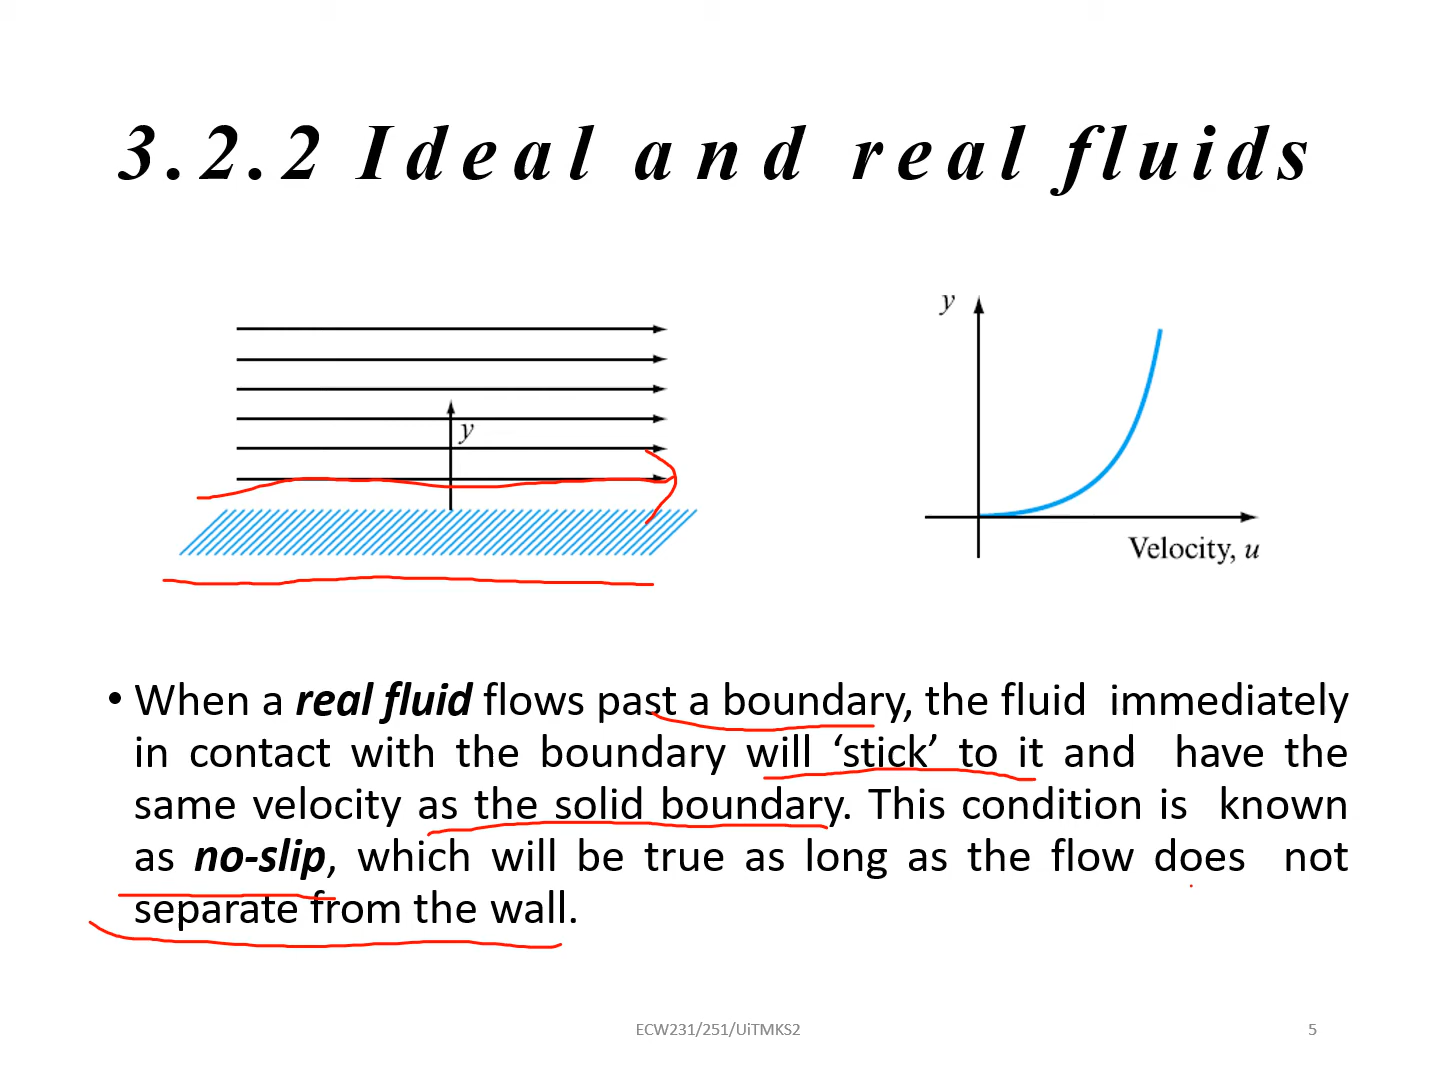 3.2.2 Ideal and real fluids
y
y
Velocity, u
• When a real fluid flows past a boundary, the fluid immediately
in contact with the boundary will ‘stick’ to it and have the
same velocity as the solid boundary. This condition is known
as no-slip, which will be true as long as the flow does not
separate from the wall.
ECW231/251/UiTMKS2
5